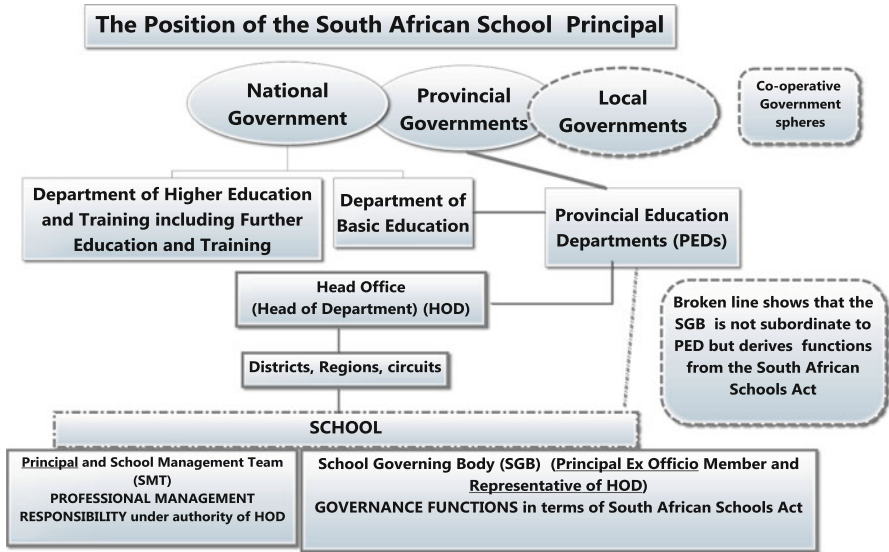 The Position of the South African School Principal
National
Government
Provincial
Governments
Local
Governments
Co-operative
Government
spheres
Department of Higher Education
and Training including Further
Education and Training
Department of
Basic Education
Provincial Education
Departments (PEDs)
Head Office
(Head of Department) (HOD)
Broken line shows that the
SGB is not subordinate to
PED but derives functions
from the South African
Schools Act
Districts, Regions, circuits
SCHOOL
Principal and School Management Team
(SMT)
PROFESSIONAL MANAGEMENT
RESPONSIBILITY under authority of HOD
School Governing Body (SGB) (Principal Ex Officio Member and
Representative of HOD)
GOVERNANCE FUNCTIONS in terms of South African Schools Act